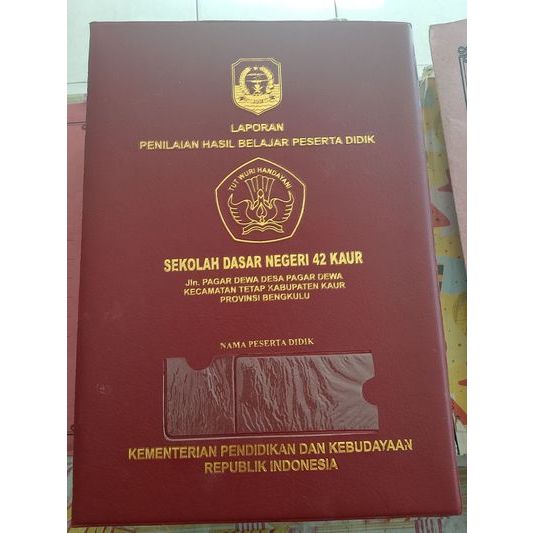 LAPORAN
PENILAIAN HASIL BELAJAR PESERTA DIDIK
TUT WURI HANDAYANI
SEKOLAH DASAR NEGERI 42 KAUR
Jln. PAGAR DEWA DESA PAGAR DEWA
KECAMATAN TETAP KABUPATEN KAUR
PROVINSI BENGKULU
NAMA PESERTA DIDIK
KEMENTERIAN PENDIDIKAN DAN KEBUDAYAAN
REPUBLIK INDONESIA